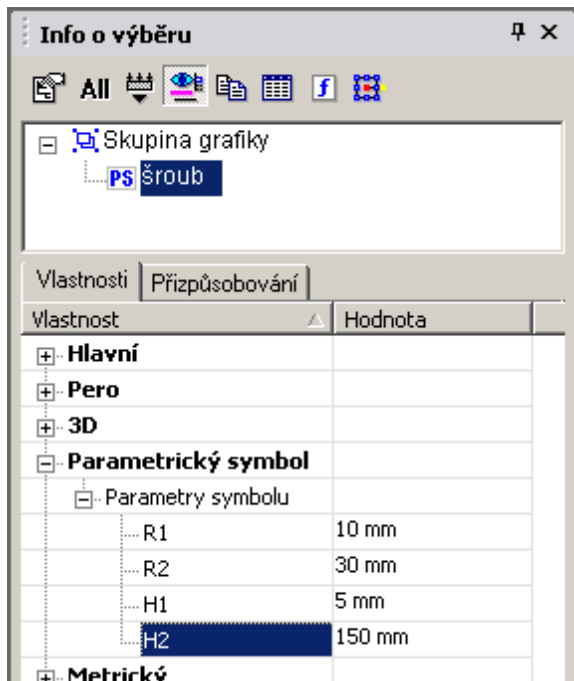 Info o výběru
All
Skupina grafiky
PS šroub
Vlastnosti Přizpůsobování
Vlastnost Hodnota
Hlavní
Pero
3D
Parametrický symbol
Parametry symbolu
R1 10 mm
R2 30 mm
H1 5 mm
H2 150 mm
Metrický